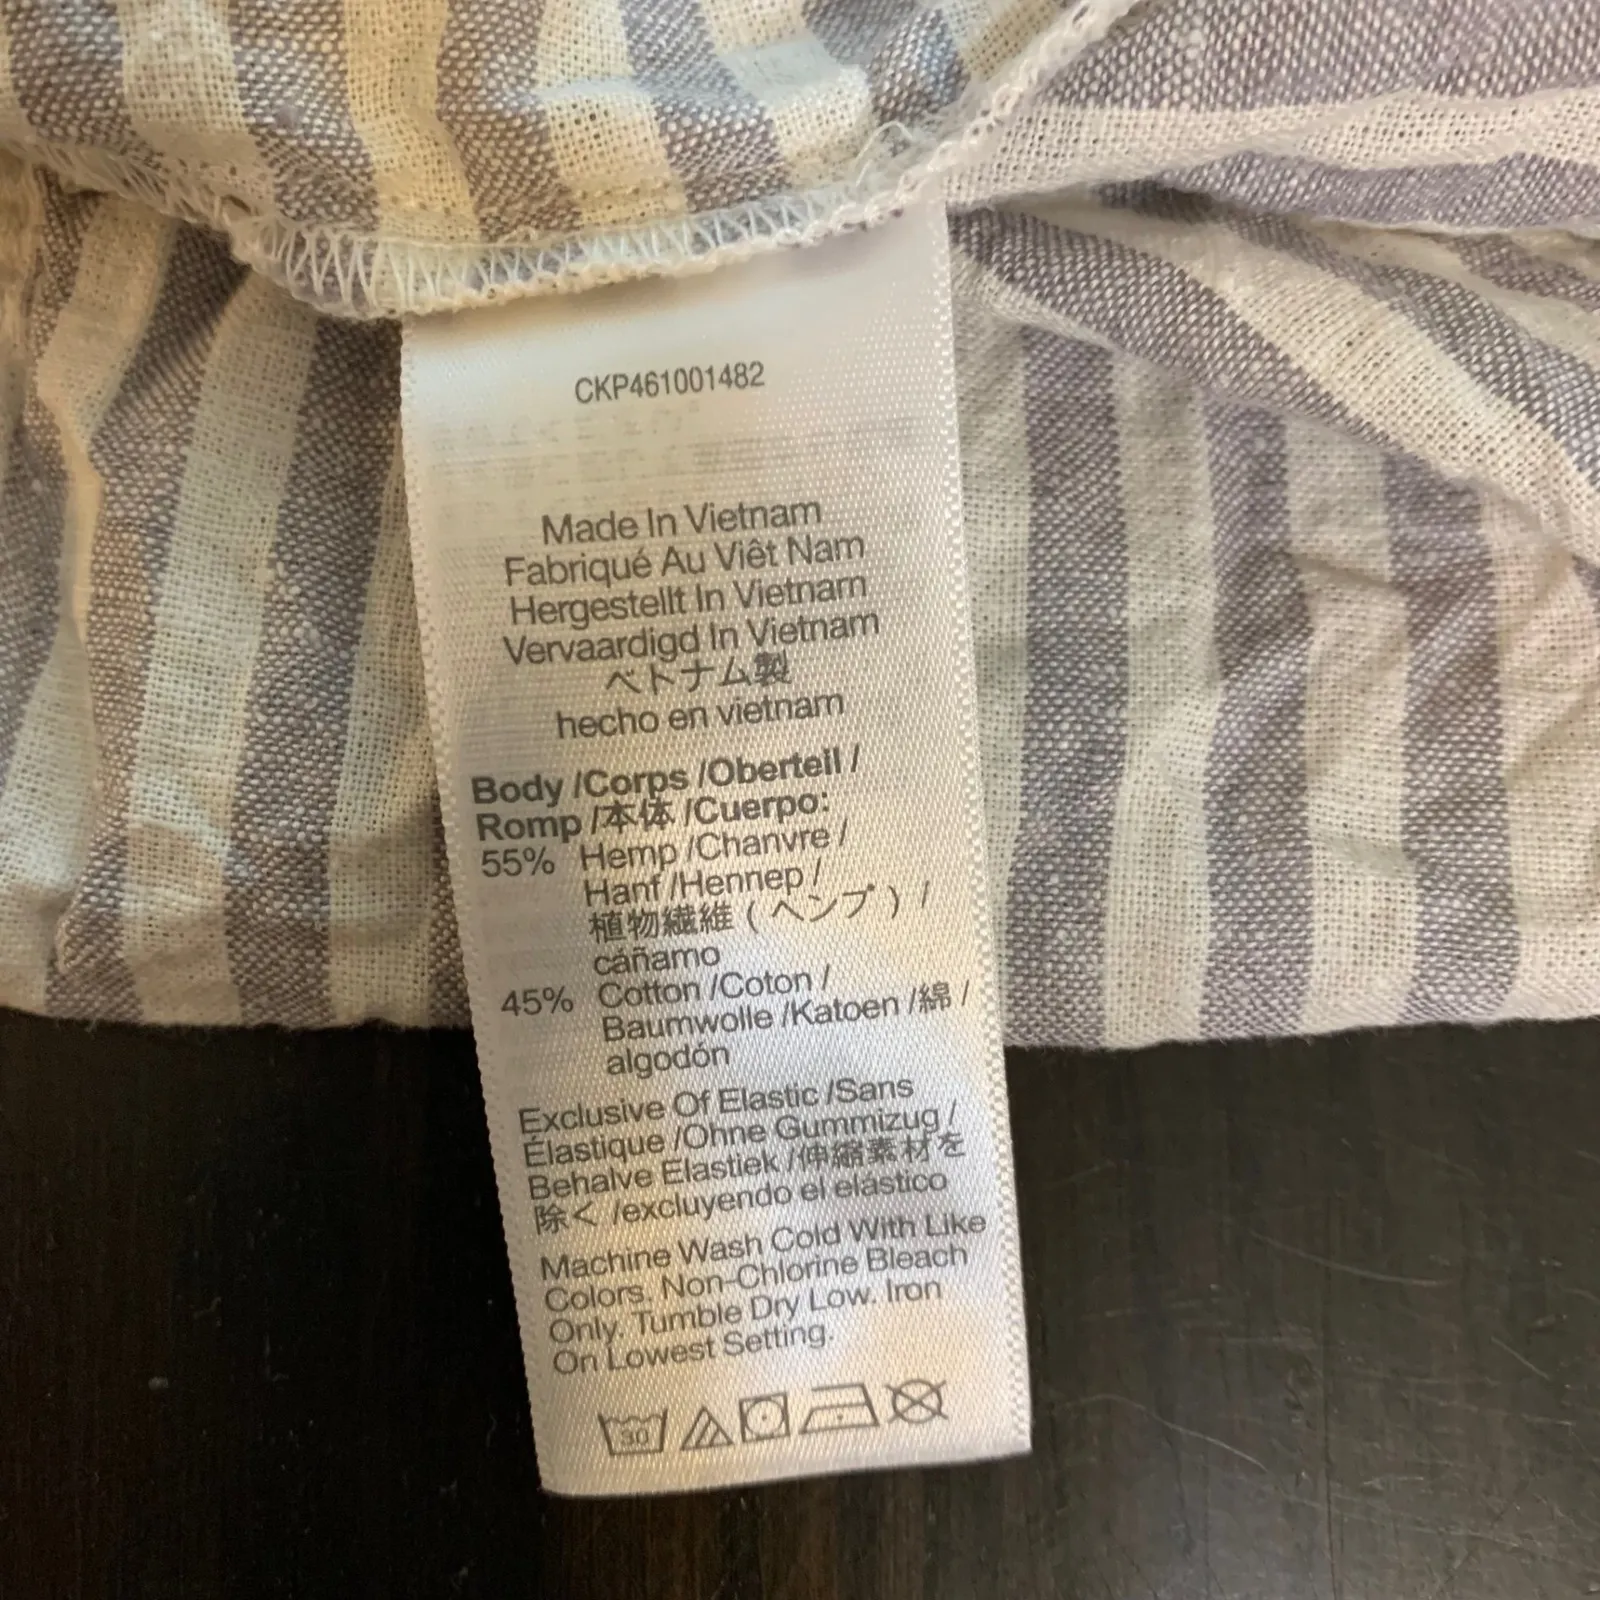 CKP461001482
Made In Vietnam
Fabriqué Au Viêt Nam
Hergestellt In Vietnam
Vervaardigd In Vietnam
ベトナム製
hecho en vietnam
Body /Corps /Oberteil /
Romp /本体 /Cuerpo:
55% Hemp /Chanvre /
Hanf /Hennep /
植物繊維 ( ヘンプ ) /
cáñamo
45% Cotton /Coton /
Baumwolle /Katoen /綿 /
algodón
Exclusive Of Elastic /Sans
Élastique /Ohne Gummizug /
Behalve Elastiek /伸縮素材を
除く /excluyendo el elástico
Machine Wash Cold With Like
Colors. Non-Chlorine Bleach
Only. Tumble Dry Low. Iron
On Lowest Setting.
30